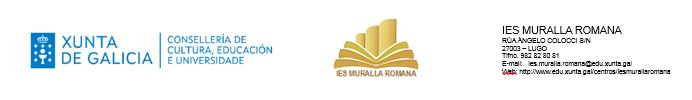 XUNTA
DE GALICIA
CONSELLERÍA DE
CULTURA, EDUCACIÓN
E UNIVERSIDADE
IES MURALLA ROMANA
IES MURALLA ROMANA
RÚA.ÁNGELO COLOCCI S/N
27003 – LUGO
Tlfno. 982 82 80 81
E-mail: ies.muralla.romana@edu.xunta.gal
Web: http://www.edu.xunta.gal/centros/iesmurallaromana